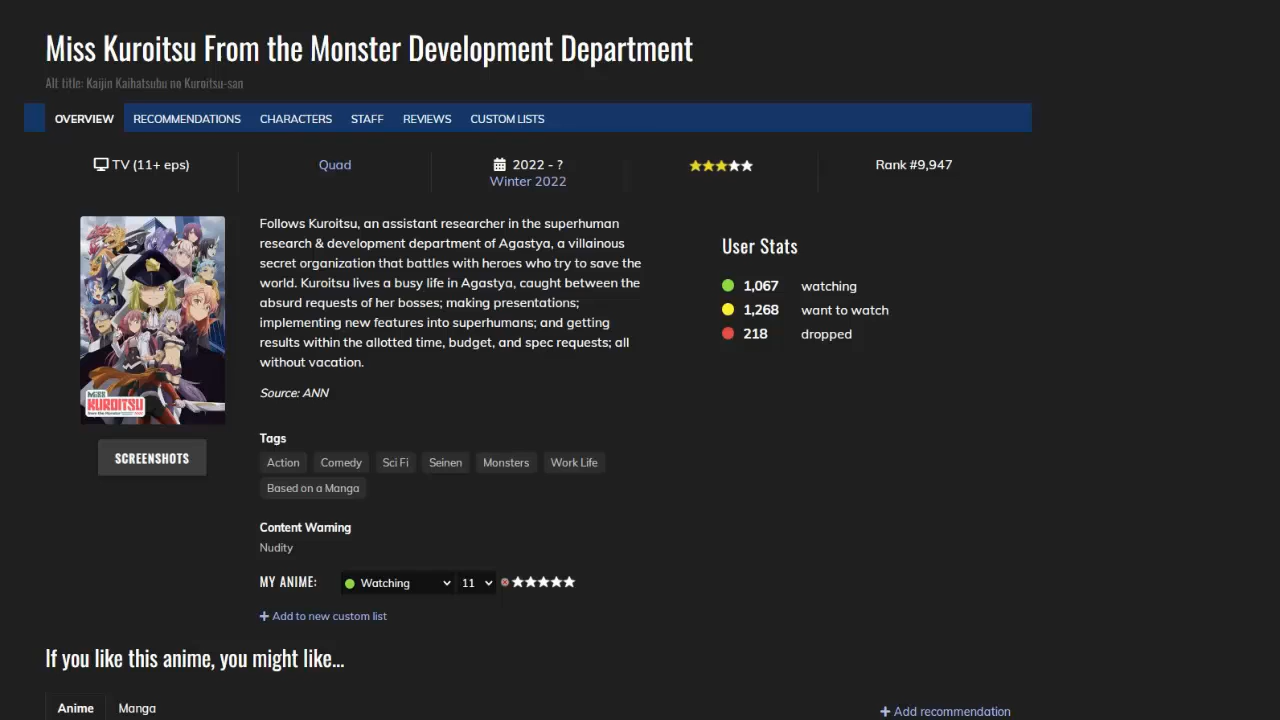 Miss Kuroitsu From the Monster Development Department
Alt title: Kaijin Kaihatsubu no Kuroitsu-san
OVERVIEW RECOMMENDATIONS CHARACTERS STAFF REVIEWS CUSTOM LISTS
TV (11+ eps) Quad 2022 - ? Rank #9,947
Winter 2022
Follows Kuroitsu, an assistant researcher in the superhuman
research & development department of Agastya, a villainous
secret organization that battles with heroes who try to save the
world. Kuroitsu lives a busy life in Agastya, caught between the
absurd requests of her bosses; making presentations;
implementing new features into superhumans; and getting
results within the allotted time, budget, and spec requests; all
without vacation.
Source: ANN
MISS
KUROITSU
SCREENSHOTS
User Stats
1,067 watching
1,268 want to watch
218 dropped
Tags
Action Comedy Sci Fi Seinen Monsters Work Life
Based on a Manga
Content Warning
Nudity
MY ANIME: Watching 11
+ Add to new custom list
If you like this anime, you might like...
Anime Manga + Add recommendation